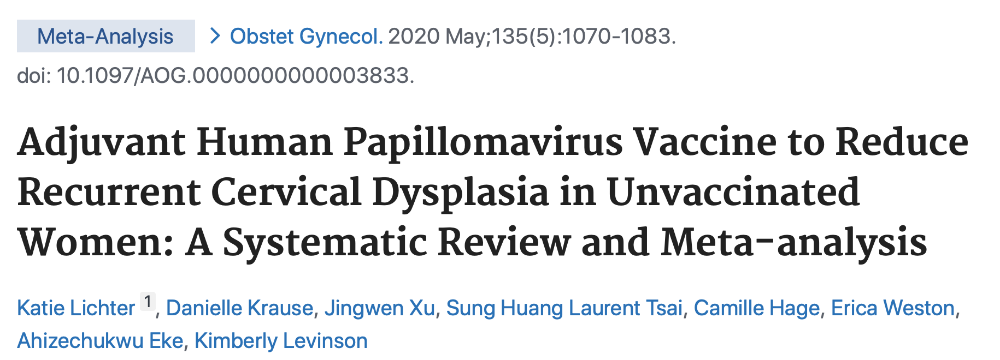 Meta-Analysis > Obstet Gynecol. 2020 May;135(5):1070-1083.
doi: 10.1097/AOG.0000000000003833.
Adjuvant Human Papillomavirus Vaccine to Reduce
Recurrent Cervical Dysplasia in Unvaccinated
Women: A Systematic Review and Meta-analysis
Katie Lichter 1, Danielle Krause, Jingwen Xu, Sung Huang Laurent Tsai, Camille Hage, Erica Weston,
Ahizechukwu Eke, Kimberly Levinson